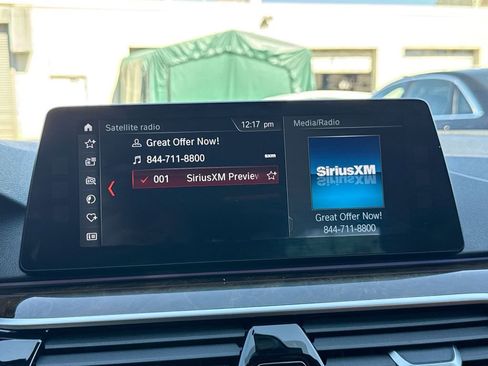 Satellite radio
12:17 pm
Media/Radio
Great Offer Now!
844-711-8800
001 SiriusXM Preview
SiriusXM
Great Offer Now!
844-711-8800